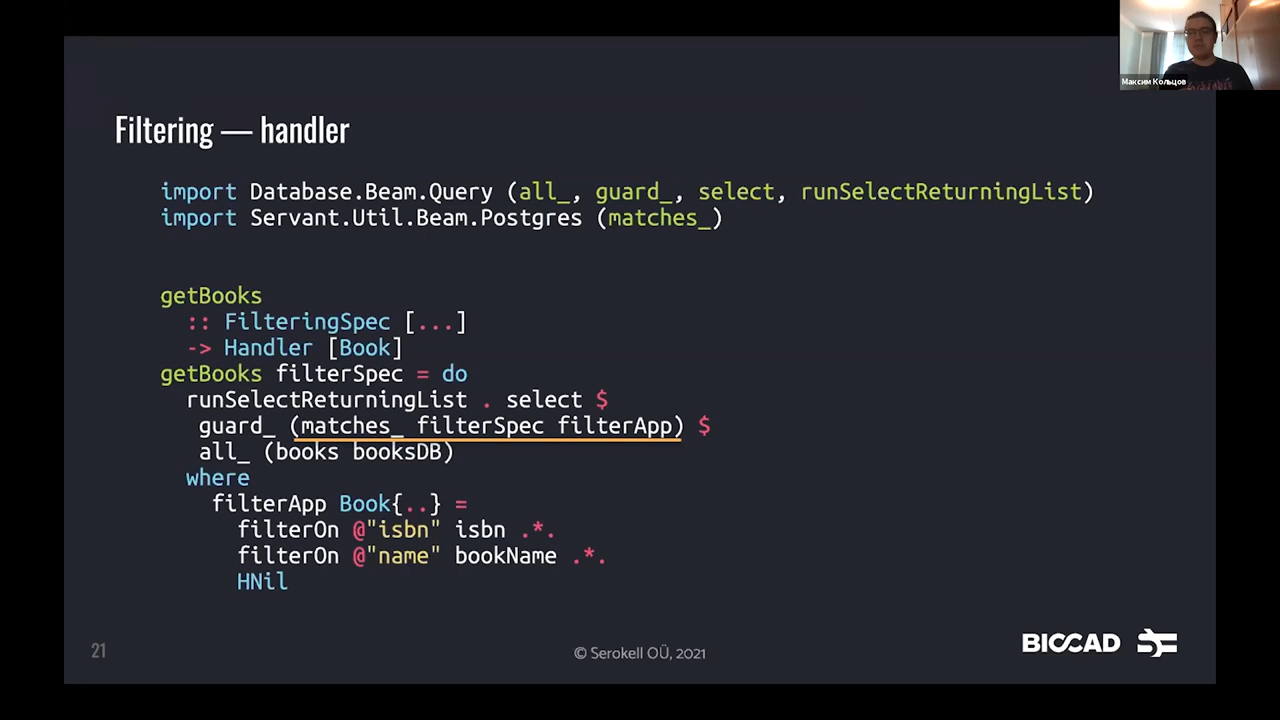 Максим Кольцов
Filtering — handler
import Database.Beam.Query (all_, guard_, select, runSelectReturningList)
import Servant.Util.Beam.Postgres (matches_)
getBooks
:: FilteringSpec [...]
-> Handler [Book]
getBooks filterSpec = do
runSelectReturningList . select $
guard_ (matches_ filterSpec filterApp) $
all_ (books booksDB)
where
filterApp Book{..} =
filterOn @"isbn" isbn .*.
filterOn @"name" bookName .*.
HNil
21
© Serokell OÜ, 2021
BIOCAD